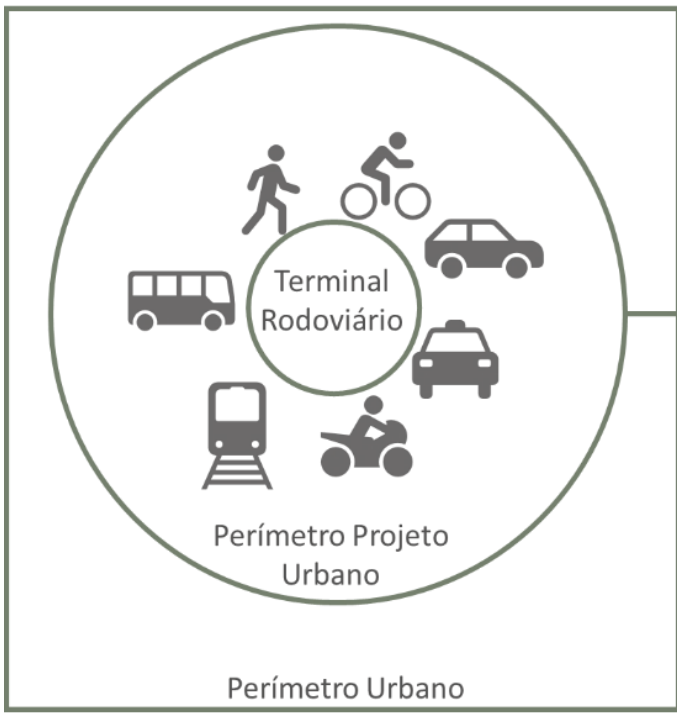 Terminal
Rodoviário
Perímetro Projeto
Urbano
Perímetro Urbano